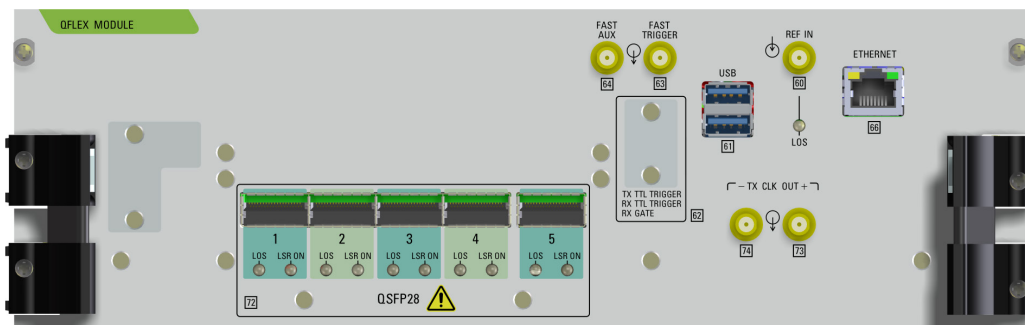 QFLEX MODULE
FAST AUX
FAST TRIGGER
REF IN
ETHERNET
USB
64
63
60
61
66
LOS
TX TTL TRIGGER
RX TTL TRIGGER
RX GATE
62
− TX CLK OUT +
74
73
1
2
3
4
5
LOS LSR ON
LOS LSR ON
LOS LSR ON
LOS LSR ON
LOS LSR ON
72
QSFP28